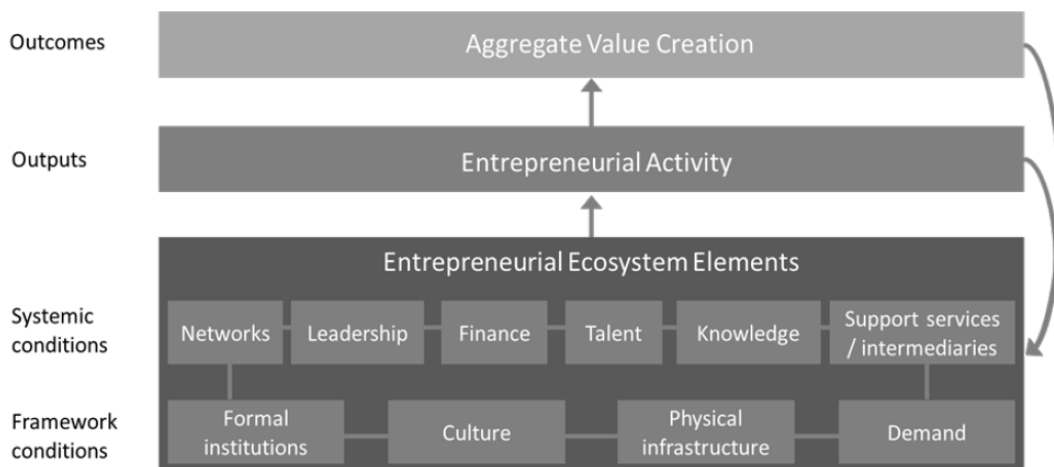 Outcomes
Aggregate Value Creation
Outputs
Entrepreneurial Activity
Entrepreneurial Ecosystem Elements
Systemic
conditions
Networks
Leadership
Finance
Talent
Knowledge
Support services
/ intermediaries
Framework
conditions
Formal
institutions
Culture
Physical
infrastructure
Demand